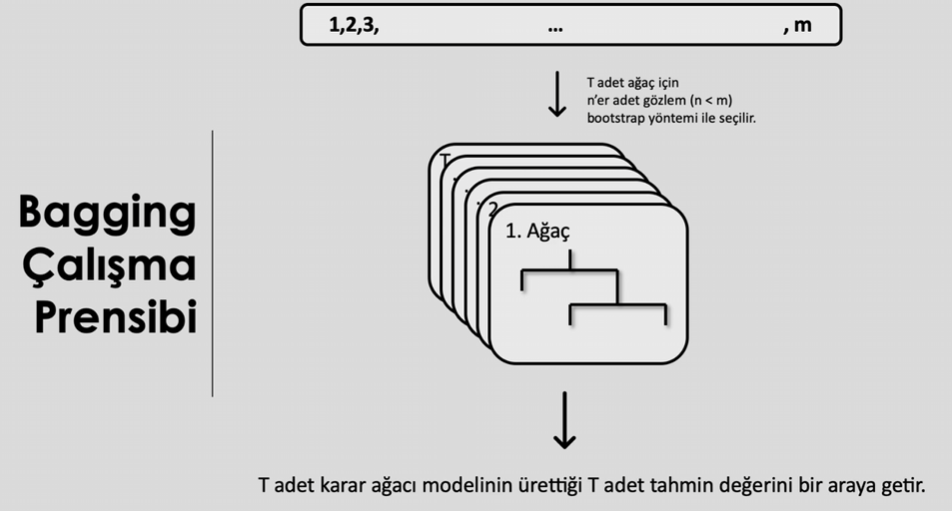 1,2,3, ... , m
T adet ağaç için
n'er adet gözlem (n < m)
bootstrap yöntemi ile seçilir.
Bagging
Çalışma
Prensibi
T
2
1. Ağaç
T adet karar ağacı modelinin ürettiği T adet tahmin değerini bir araya getir.